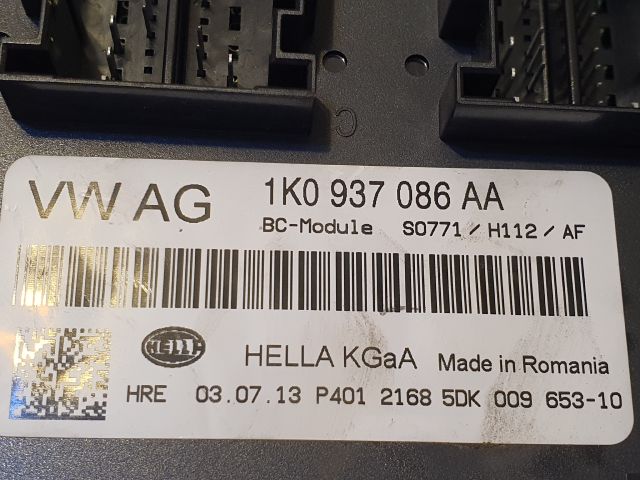 C
VW AG 1K0 937 086 AA
BC-Module S0771 / H112 / AF
HELLA HELLA KGaA Made in Romania
HRE 03.07.13 P401 2168 5DK 009 653-10